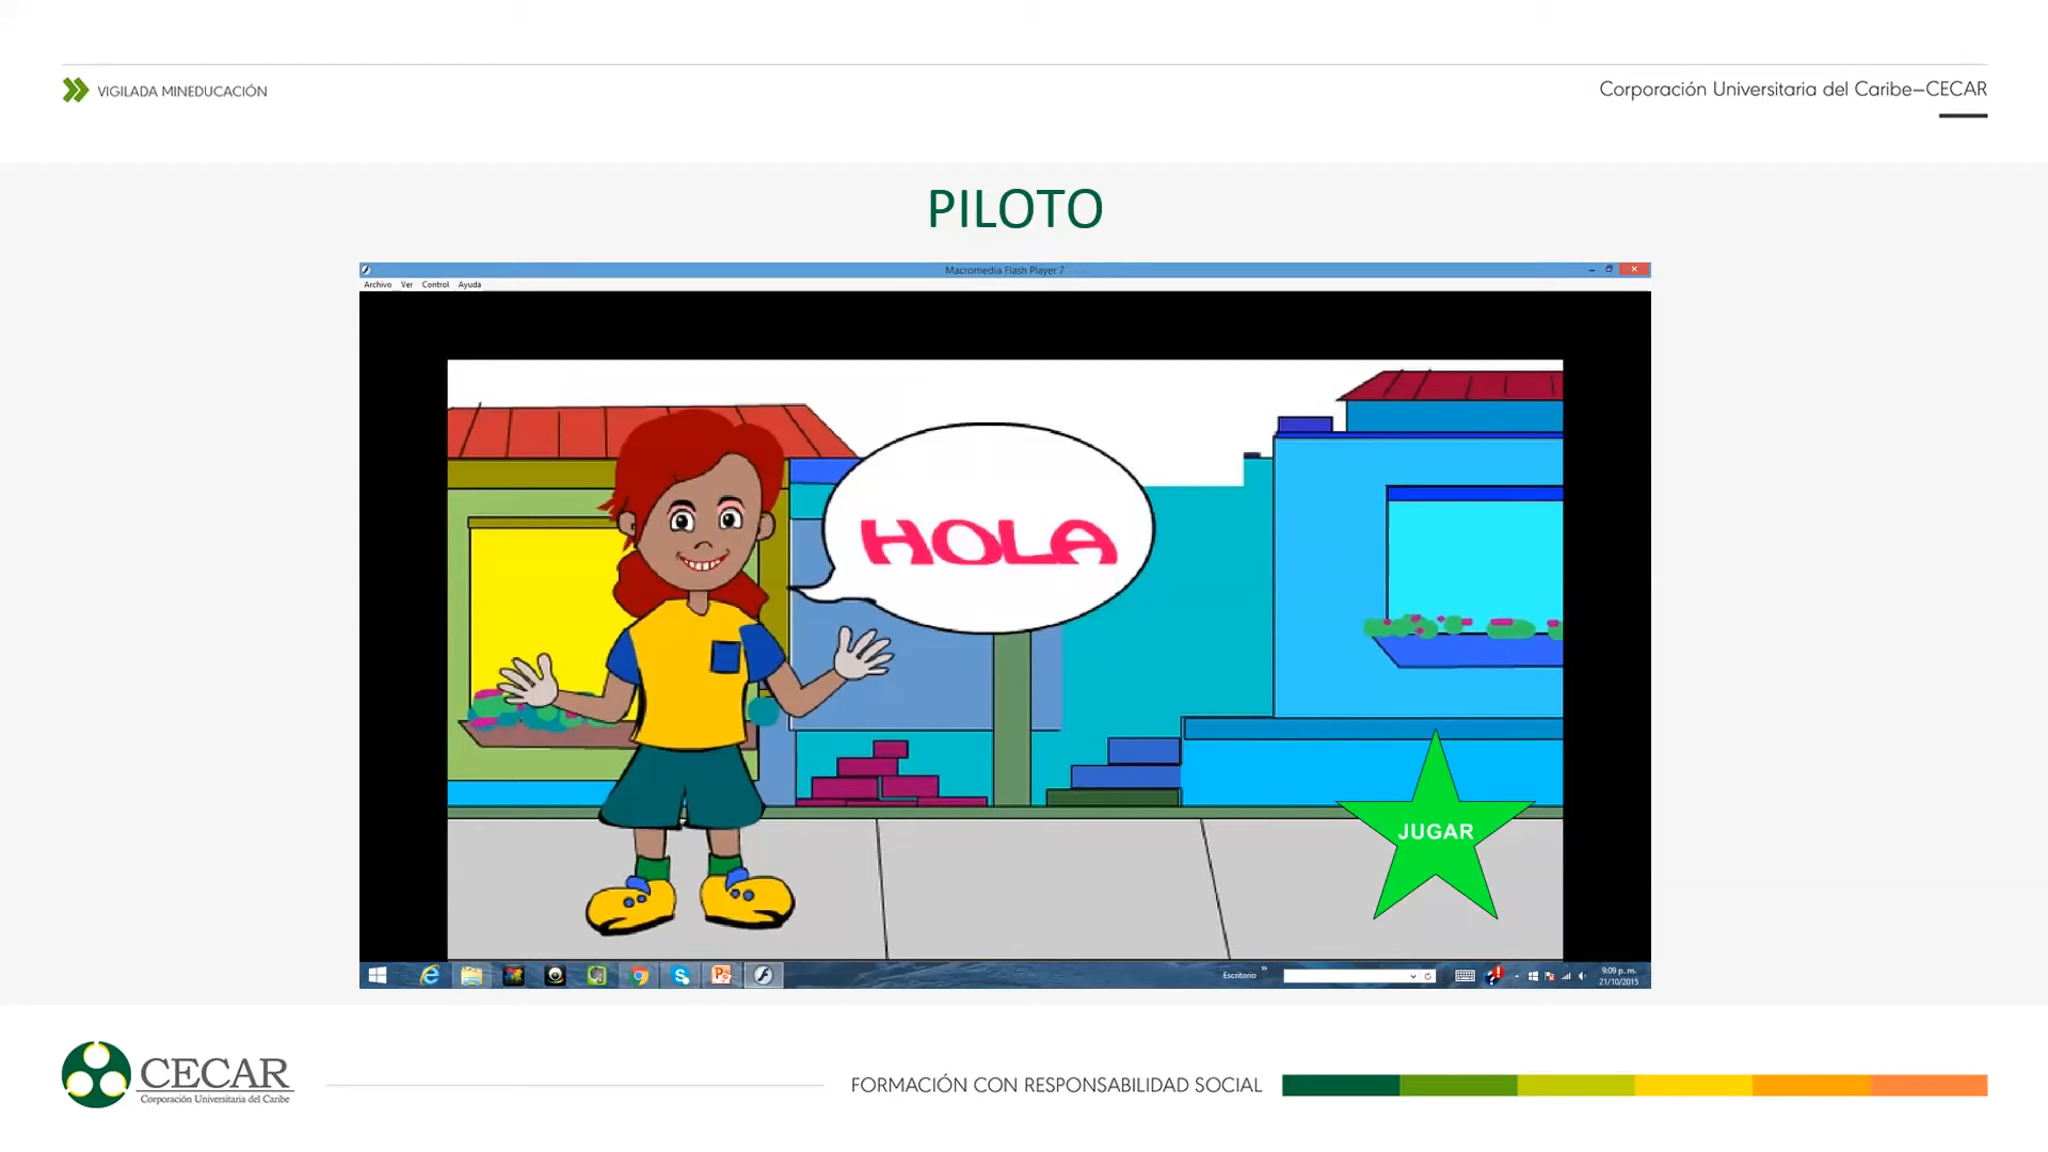 VIGILADA MINEDUCACIÓN
Corporación Universitaria del Caribe–CECAR
PILOTO
Macromedia Flash Player 7
Archivo Ver Control Ayuda
HOLA
JUGAR
Escritorio
9:09 p. m.
21/10/2015
CECAR
Corporación Universitaria del Caribe
FORMACIÓN CON RESPONSABILIDAD SOCIAL